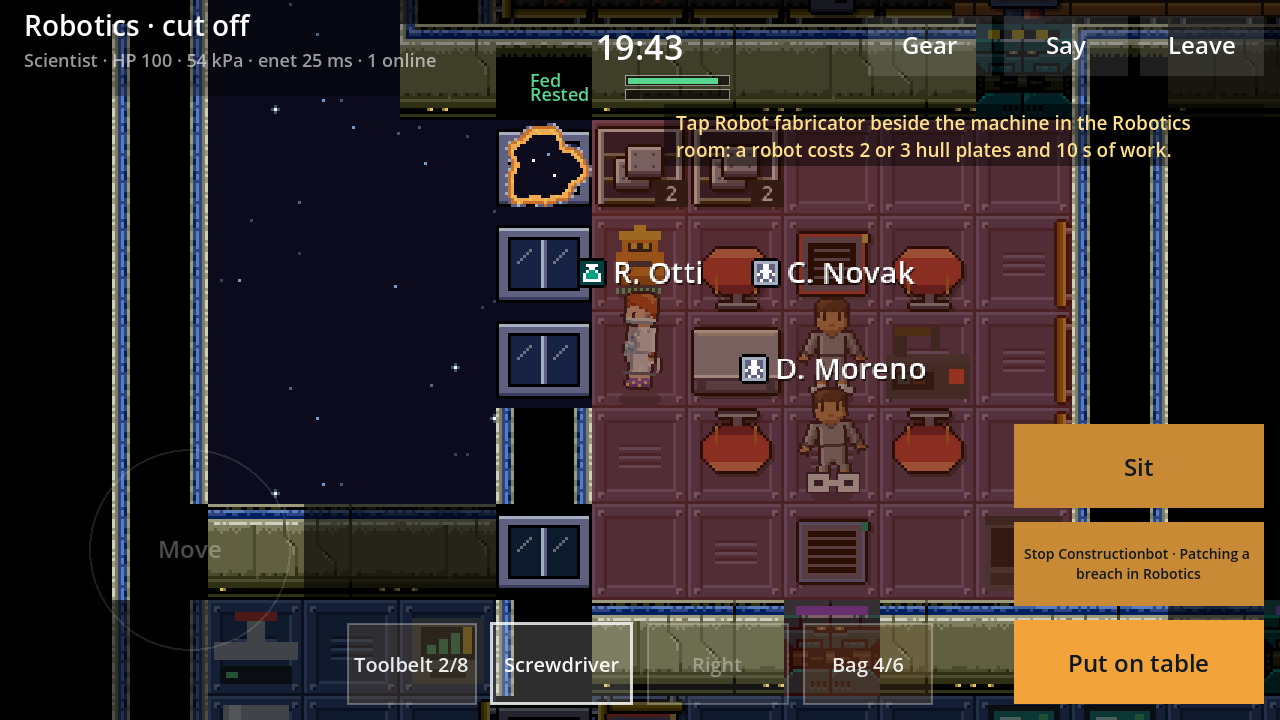 Robotics · cut off
Scientist · HP 100 · 54 kPa · enet 25 ms · 1 online
19:43
Gear
Say
Leave
Fed
Rested
Tap Robot fabricator beside the machine in the Robotics
room: a robot costs 2 or 3 hull plates and 10 s of work.
2
2
R. Otti
C. Novak
D. Moreno
Move
Sit
Stop Constructionbot · Patching a
breach in Robotics
Toolbelt 2/8
Screwdriver
Right
Bag 4/6
Put on table